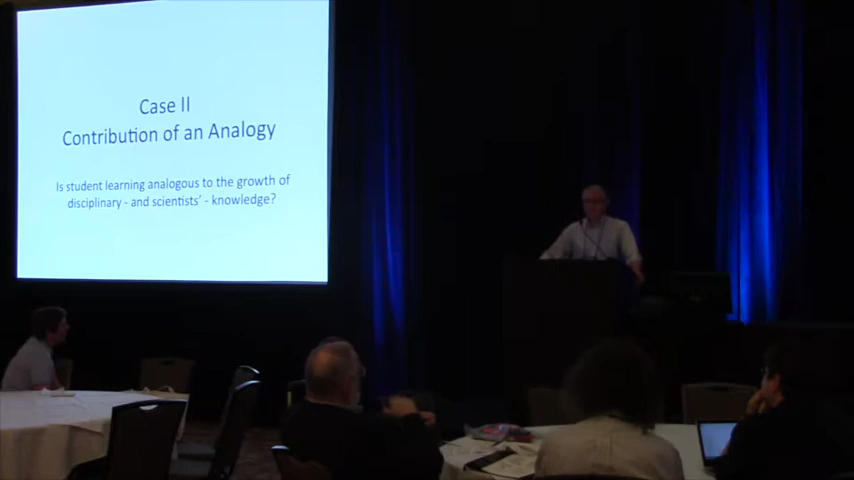 Case II
Contribution of an Analogy
Is student learning analogous to the growth of
disciplinary - and scientists' - knowledge?